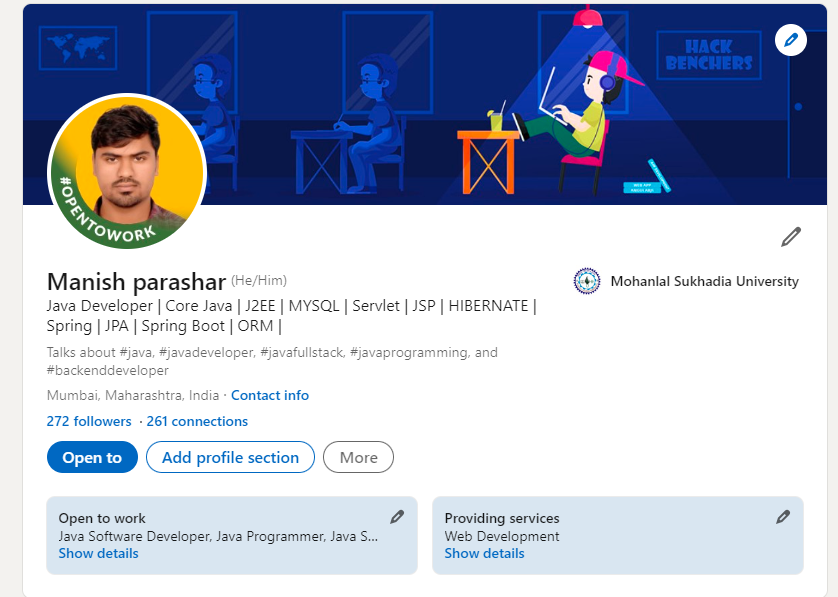 HACK
BENCHERS
#OPENTOWORK
Manish parashar (He/Him)
Mohanlal Sukhadia University
Java Developer | Core Java | J2EE | MYSQL | Servlet | JSP | HIBERNATE |
Spring | JPA | Spring Boot | ORM |
Talks about #java, #javadeveloper, #javafullstack, #javaprogramming, and
#backenddeveloper
Mumbai, Maharashtra, India · Contact info
272 followers · 261 connections
Open to
Add profile section
More
Open to work
Java Software Developer, Java Programmer, Java S...
Show details
Providing services
Web Development
Show details